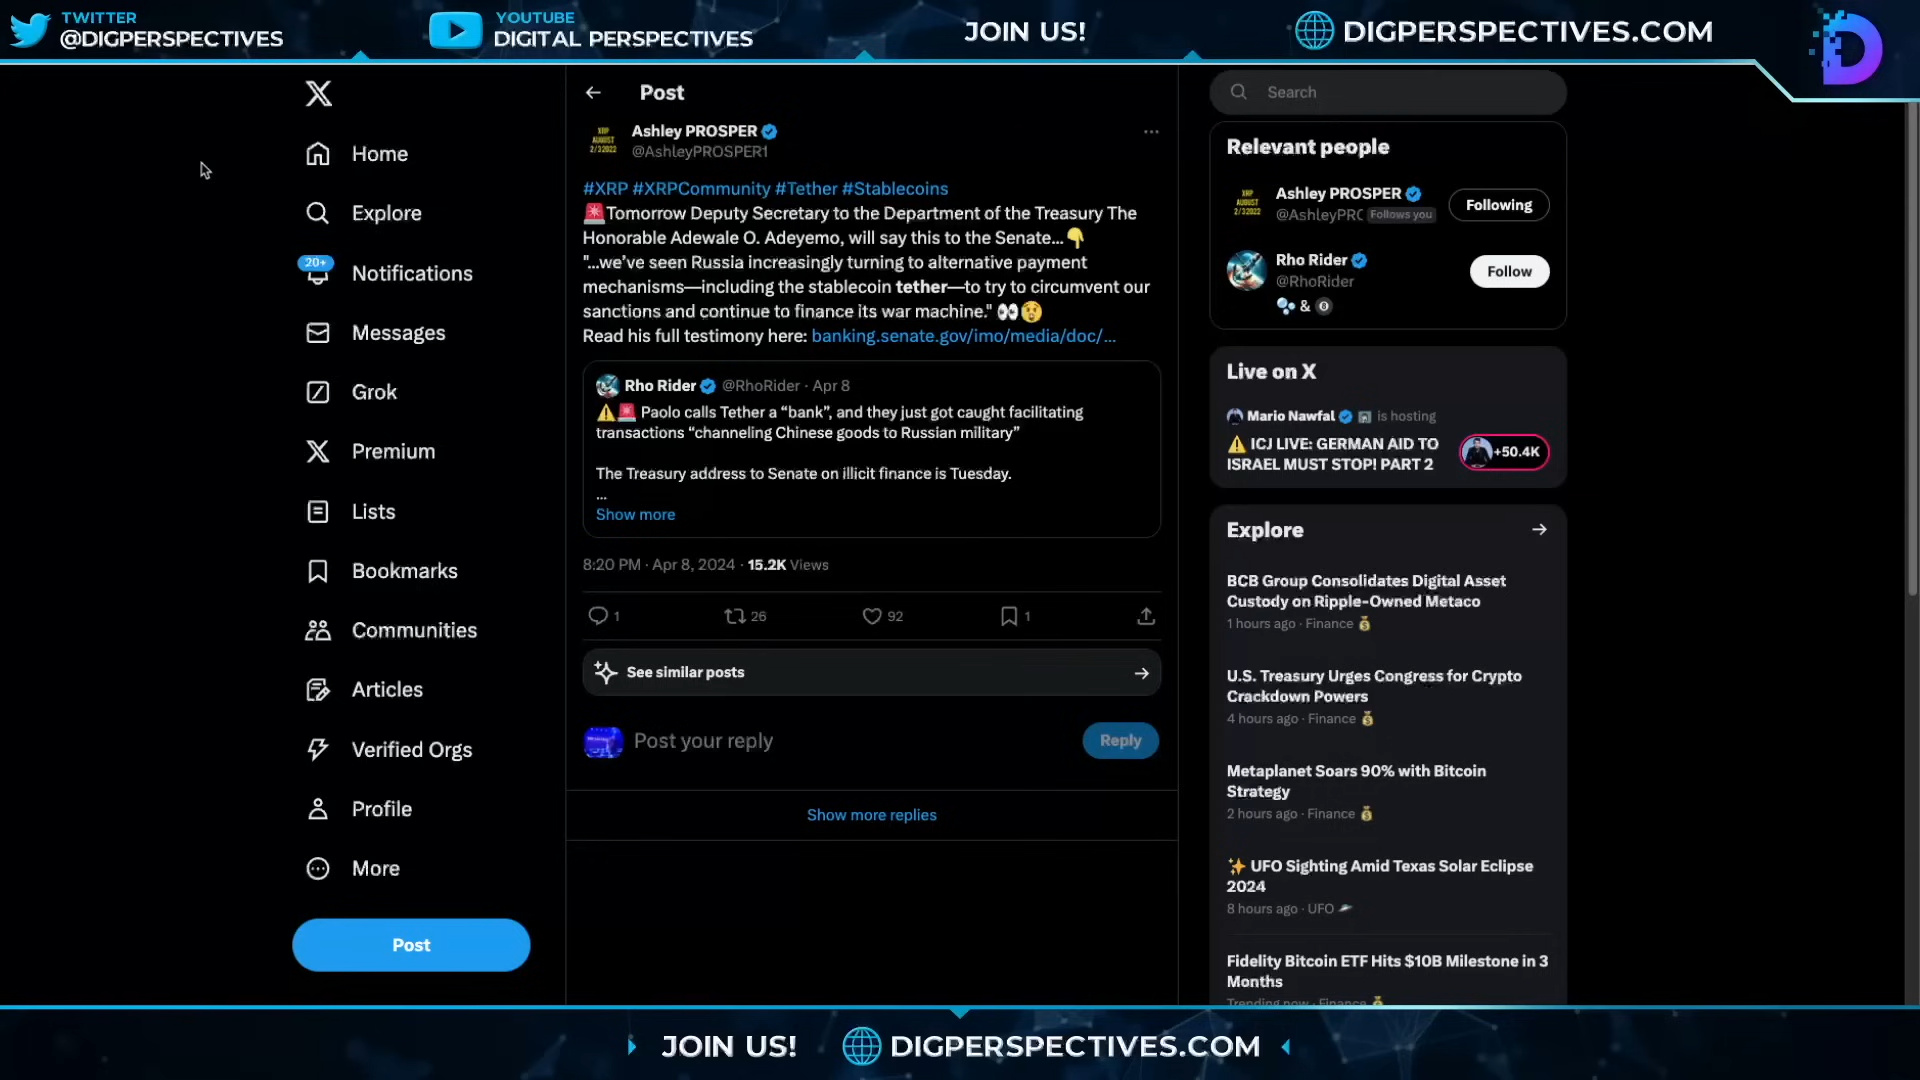 TWITTER
@DIGPERSPECTIVES
YOUTUBE
DIGITAL PERSPECTIVES
JOIN US!
DIGPERSPECTIVES.COM
Home
Explore
20+
Notifications
Messages
Grok
Premium
Lists
Bookmarks
Communities
Articles
Verified Orgs
Profile
More
Post
Post
XRP
AUGUST
2/32022
Ashley PROSPER
@AshleyPROSPER1
#XRP #XRPCommunity #Tether #Stablecoins
🚨Tomorrow Deputy Secretary to the Department of the Treasury The
Honorable Adewale O. Adeyemo, will say this to the Senate...👇
"...we've seen Russia increasingly turning to alternative payment
mechanisms—including the stablecoin tether—to try to circumvent our
sanctions and continue to finance its war machine." 👀😲
Read his full testimony here: banking.senate.gov/imo/media/doc/...
Rho Rider @RhoRider · Apr 8
⚠️🚨 Paolo calls Tether a “bank”, and they just got caught facilitating
transactions “channeling Chinese goods to Russian military”
The Treasury address to Senate on illicit finance is Tuesday.
...
Show more
8:20 PM · Apr 8, 2024 · 15.2K Views
1
26
92
1
See similar posts
Post your reply
Reply
Show more replies
Search
Relevant people
XRP
AUGUST
2/32022
Ashley PROSPER
@AshleyPRC Follows you
Following
Rho Rider
@RhoRider
🫧 & 
Follow
Live on X
Mario Nawfal is hosting
⚠️ ICJ LIVE: GERMAN AID TO
ISRAEL MUST STOP! PART 2
+50.4K
Explore
BCB Group Consolidates Digital Asset
Custody on Ripple-Owned Metaco
1 hours ago · Finance 💰
U.S. Treasury Urges Congress for Crypto
Crackdown Powers
4 hours ago · Finance 💰
Metaplanet Soars 90% with Bitcoin
Strategy
2 hours ago · Finance 💰
✨ UFO Sighting Amid Texas Solar Eclipse
2024
8 hours ago · UFO 🛸
Fidelity Bitcoin ETF Hits $10B Milestone in 3
Months
Trending now · Finance 💰
JOIN US!
DIGPERSPECTIVES.COM